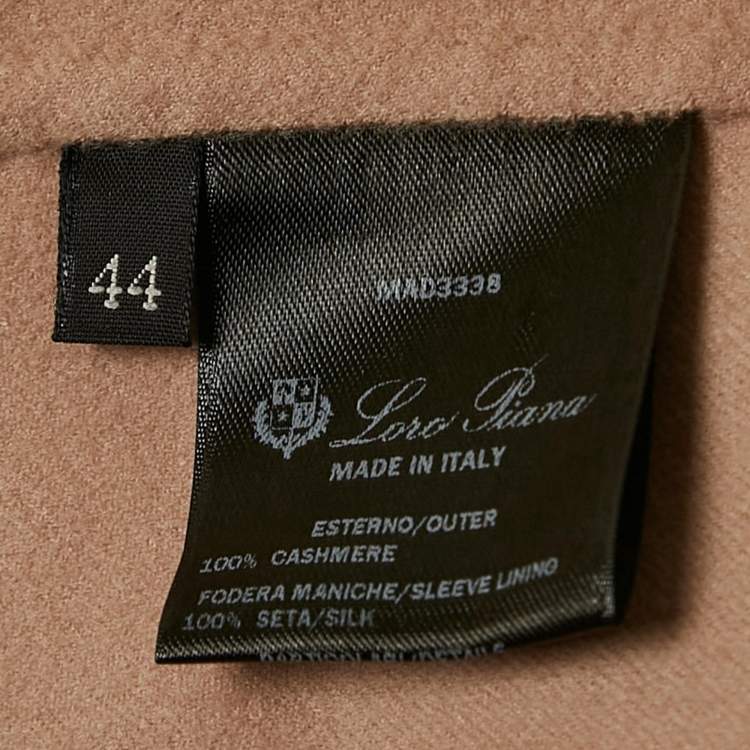 44
MAD3338
Loro Piana
MADE IN ITALY
ESTERNO/OUTER
100% CASHMERE
FODERA MANICHE/SLEEVE LINING
100% SETA/SILK